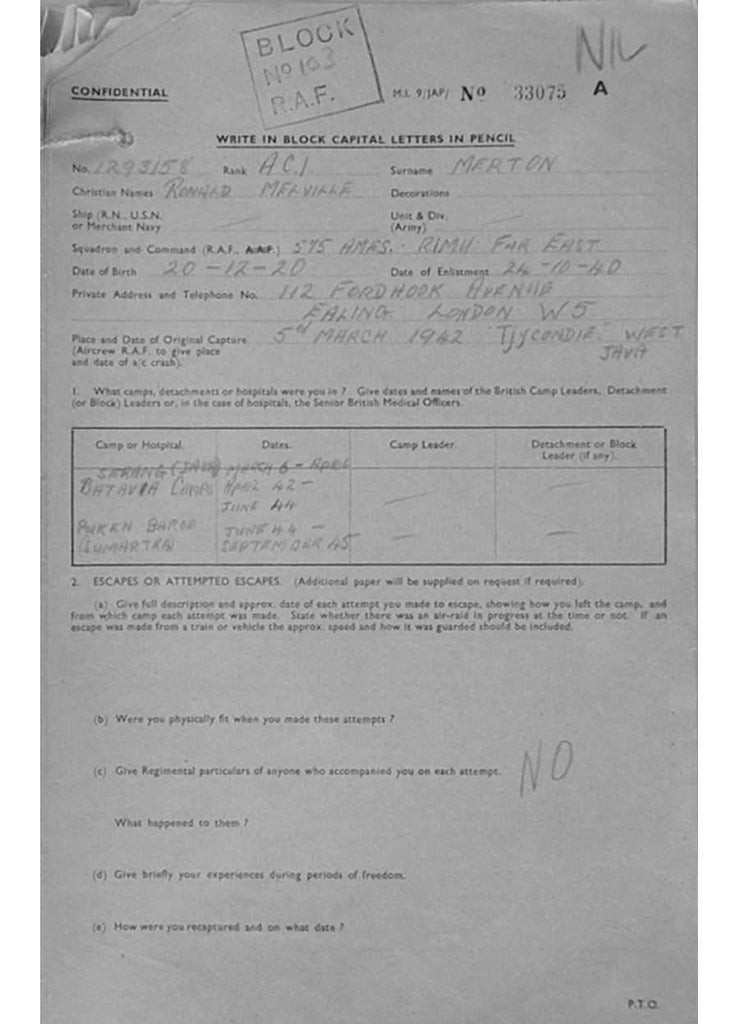 BLOCK
Nº 103
R.A.F.
NIL
CONFIDENTIAL
M.I. 9/JAP/ Nº 33075 A
WRITE IN BLOCK CAPITAL LETTERS IN PENCIL
No. 1293158 Rank AC.1 Surname MERTON
Christian Names RONALD MELVILLE Decorations
Ship (R.N., U.S.N. Unit & Div.
or Merchant Navy (Army)
Squadron and Command (R.A.F., A.A.F.) 575 AMES. RIMU FAR EAST
Date of Birth 20-12-20 Date of Enlistment 24-10-40
Private Address and Telephone No. 112 FORDHOOK AVENUE
EALING LONDON W5
Place and Date of Original Capture 5th MARCH 1942 "TJYCONDIE" WEST
(Aircrew R.A.F. to give place JAVA
and date of a/c crash).
1. What camps, detachments or hospitals were you in ? Give dates and names of the British Camp Leaders, Detachment
(or Block) Leaders or, in the case of hospitals, the Senior British Medical Officers.
Camp or Hospital. Dates. Camp Leader. Detachment or Block
Leader (if any).
SERANG (JAVA) MARCH 6 - APRIL
BATAVIA CAMPS APRIL 42 -
JUNE 44
PUKEN BAROE JUNE 44 -
(SUMARTRA) SEPTEMBER 45
2. ESCAPES OR ATTEMPTED ESCAPES. (Additional paper will be supplied on request if required).
(a) Give full description and approx. date of each attempt you made to escape, showing how you left the camp, and
from which camp each attempt was made. State whether there was an air-raid in progress at the time or not. If an
escape was made from a train or vehicle the approx. speed and how it was guarded should be included.
(b) Were you physically fit when you made these attempts ?
(c) Give Regimental particulars of anyone who accompanied you on each attempt. NO
What happened to them ?
(d) Give briefly your experiences during periods of freedom.
(e) How were you recaptured and on what date ?
P.T.O.